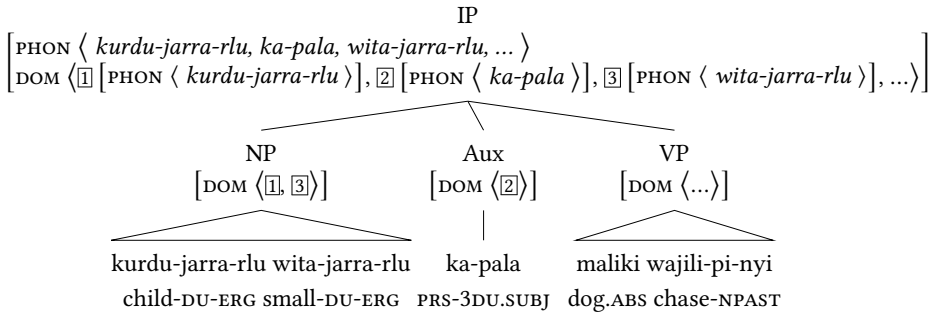 IP
[PHON ⟨ kurdu-jarra-rlu, ka-pala, wita-jarra-rlu, … ⟩
DOM ⟨1 [PHON ⟨ kurdu-jarra-rlu ⟩], 2 [PHON ⟨ ka-pala ⟩], 3 [PHON ⟨ wita-jarra-rlu ⟩], …⟩]
NP Aux VP
[DOM ⟨1, 3⟩] [DOM ⟨2⟩] [DOM ⟨…⟩]
kurdu-jarra-rlu wita-jarra-rlu ka-pala maliki wajili-pi-nyi
child-DU-ERG small-DU-ERG PRS-3DU.SUBJ dog.ABS chase-NPAST